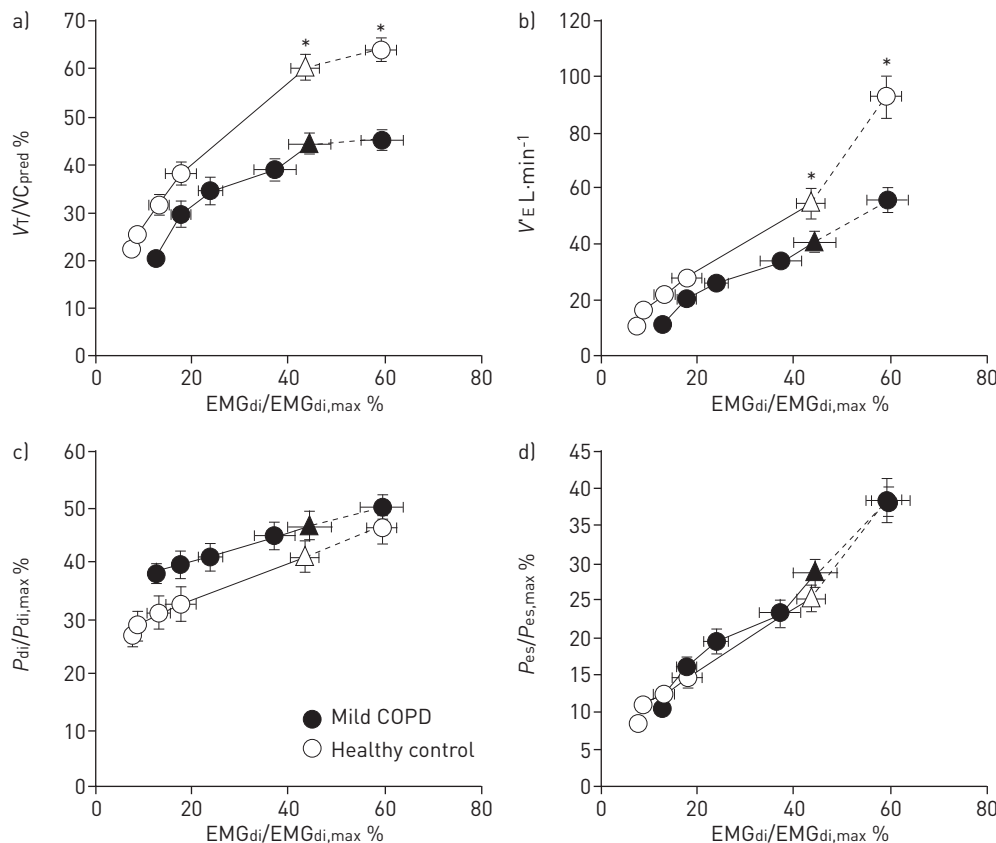 a)
70
60
50
40
30
20
10
0
VT/VCpred %
*
*
0 20 40 60 80
EMGdi/EMGdi,max %
b)
120
100
80
60
40
20
0
V'E L·min⁻¹
*
*
0 20 40 60 80
EMGdi/EMGdi,max %
c)
60
50
40
30
20
10
0
Pdi/Pdi,max %
Mild COPD
Healthy control
0 20 40 60 80
EMGdi/EMGdi,max %
d)
45
40
35
30
25
20
15
10
5
0
Pes/Pes,max %
0 20 40 60 80
EMGdi/EMGdi,max %